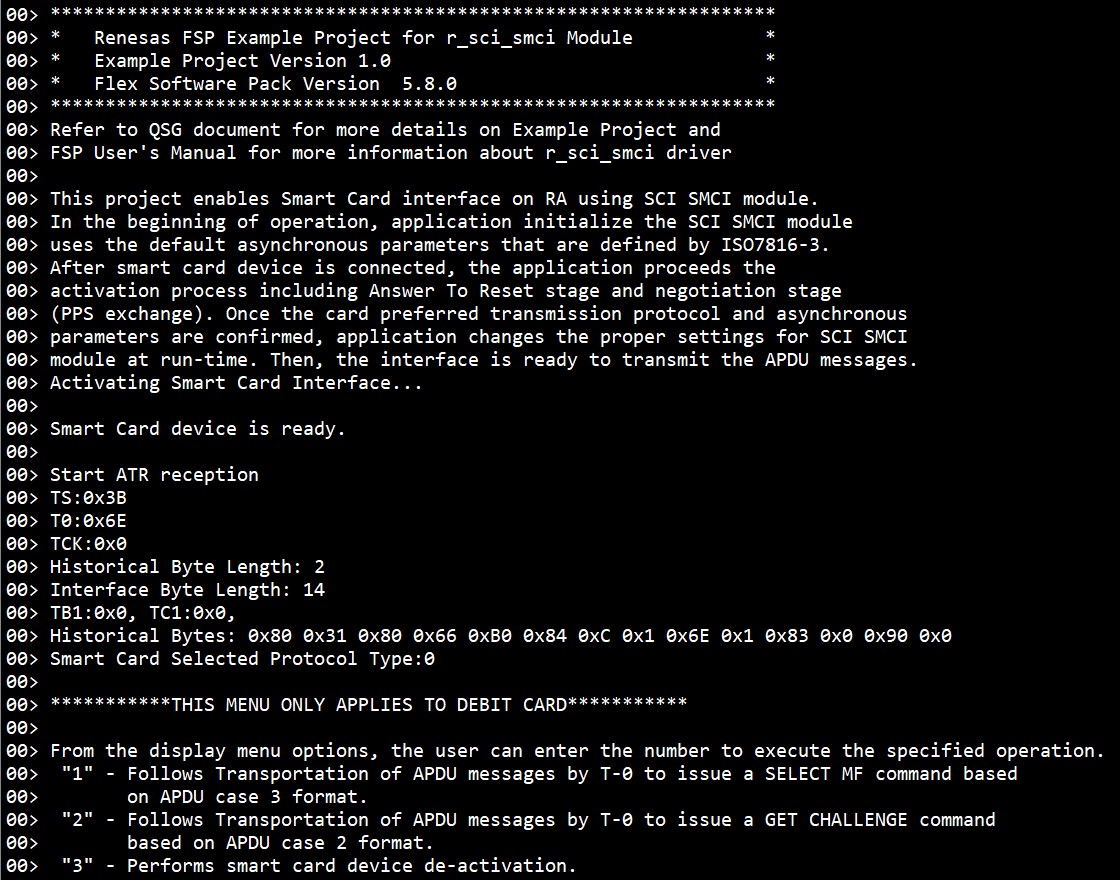 00> ******************************************************************
00> *   Renesas FSP Example Project for r_sci_smci Module            *
00> *   Example Project Version 1.0                                  *
00> *   Flex Software Pack Version  5.8.0                            *
00> ******************************************************************
00> Refer to QSG document for more details on Example Project and
00> FSP User's Manual for more information about r_sci_smci driver
00>
00> This project enables Smart Card interface on RA using SCI SMCI module.
00> In the beginning of operation, application initialize the SCI SMCI module
00> uses the default asynchronous parameters that are defined by ISO7816-3.
00> After smart card device is connected, the application proceeds the
00> activation process including Answer To Reset stage and negotiation stage
00> (PPS exchange). Once the card preferred transmission protocol and asynchronous
00> parameters are confirmed, application changes the proper settings for SCI SMCI
00> module at run-time. Then, the interface is ready to transmit the APDU messages.
00> Activating Smart Card Interface...
00>
00> Smart Card device is ready.
00>
00> Start ATR reception
00> TS:0x3B
00> T0:0x6E
00> TCK:0x0
00> Historical Byte Length: 2
00> Interface Byte Length: 14
00> TB1:0x0, TC1:0x0,
00> Historical Bytes: 0x80 0x31 0x80 0x66 0xB0 0x84 0xC 0x1 0x6E 0x1 0x83 0x0 0x90 0x0
00> Smart Card Selected Protocol Type:0
00>
00> ***********THIS MENU ONLY APPLIES TO DEBIT CARD***********
00>
00> From the display menu options, the user can enter the number to execute the specified operation.
00>  "1" - Follows Transportation of APDU messages by T-0 to issue a SELECT MF command based
00>        on APDU case 3 format.
00>  "2" - Follows Transportation of APDU messages by T-0 to issue a GET CHALLENGE command
00>        based on APDU case 2 format.
00>  "3" - Performs smart card device de-activation.